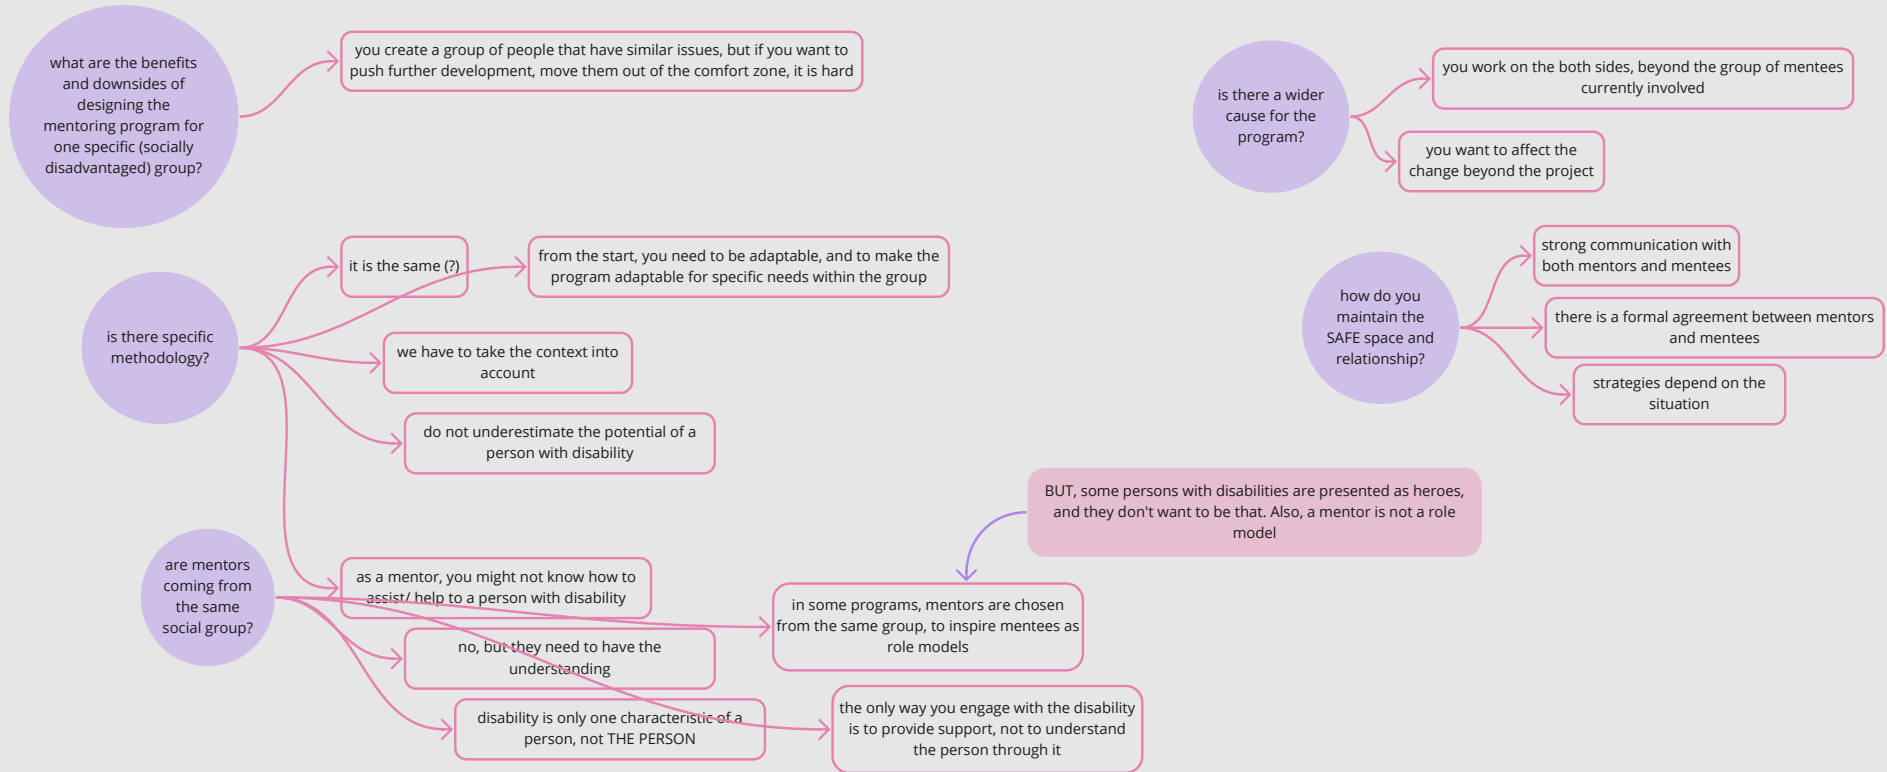 what are the benefits
and downsides of
designing the
mentoring program for
one specific (socially
disadvantaged) group?
you create a group of people that have similar issues, but if you want to
push further development, move them out of the comfort zone, it is hard
is there a wider
cause for the
program?
you work on the both sides, beyond the group of mentees
currently involved
you want to affect the
change beyond the project
is there specific
methodology?
it is the same (?)
from the start, you need to be adaptable, and to make the
program adaptable for specific needs within the group
we have to take the context into
account
do not underestimate the potential of a
person with disability
how do you
maintain the
SAFE space and
relationship?
strong communication with
both mentors and mentees
there is a formal agreement between mentors
and mentees
strategies depend on the
situation
are mentors
coming from
the same
social group?
as a mentor, you might not know how to
assist/ help to a person with disability
no, but they need to have the
understanding
disability is only one characteristic of a
person, not THE PERSON
BUT, some persons with disabilities are presented as heroes,
and they don't want to be that. Also, a mentor is not a role
model
in some programs, mentors are chosen
from the same group, to inspire mentees as
role models
the only way you engage with the disability
is to provide support, not to understand
the person through it